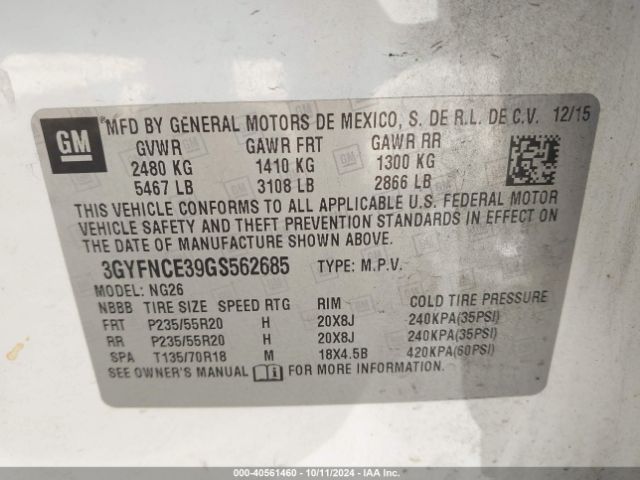 GM
®MFD BY GENERAL MOTORS DE MEXICO, S. DE R.L. DE C.V. 12/15
GVWR GAWR FRT GAWR RR
2480 KG 1410 KG 1300 KG
5467 LB 3108 LB 2866 LB
THIS VEHICLE CONFORMS TO ALL APPLICABLE U.S. FEDERAL MOTOR
VEHICLE SAFETY AND THEFT PREVENTION STANDARDS IN EFFECT ON
THE DATE OF MANUFACTURE SHOWN ABOVE.
3GYFNCE39GS562685 TYPE: M.P.V.
MODEL: NG26
NBBB TIRE SIZE SPEED RTG RIM COLD TIRE PRESSURE
FRT P235/55R20 H 20X8J 240KPA(35PSI)
RR P235/55R20 H 20X8J 240KPA(35PSI)
SPA T135/70R18 M 18X4.5B 420KPA(60PSI)
SEE OWNER'S MANUAL FOR MORE INFORMATION.
000-40561460 - 10/11/2024 - IAA Inc.